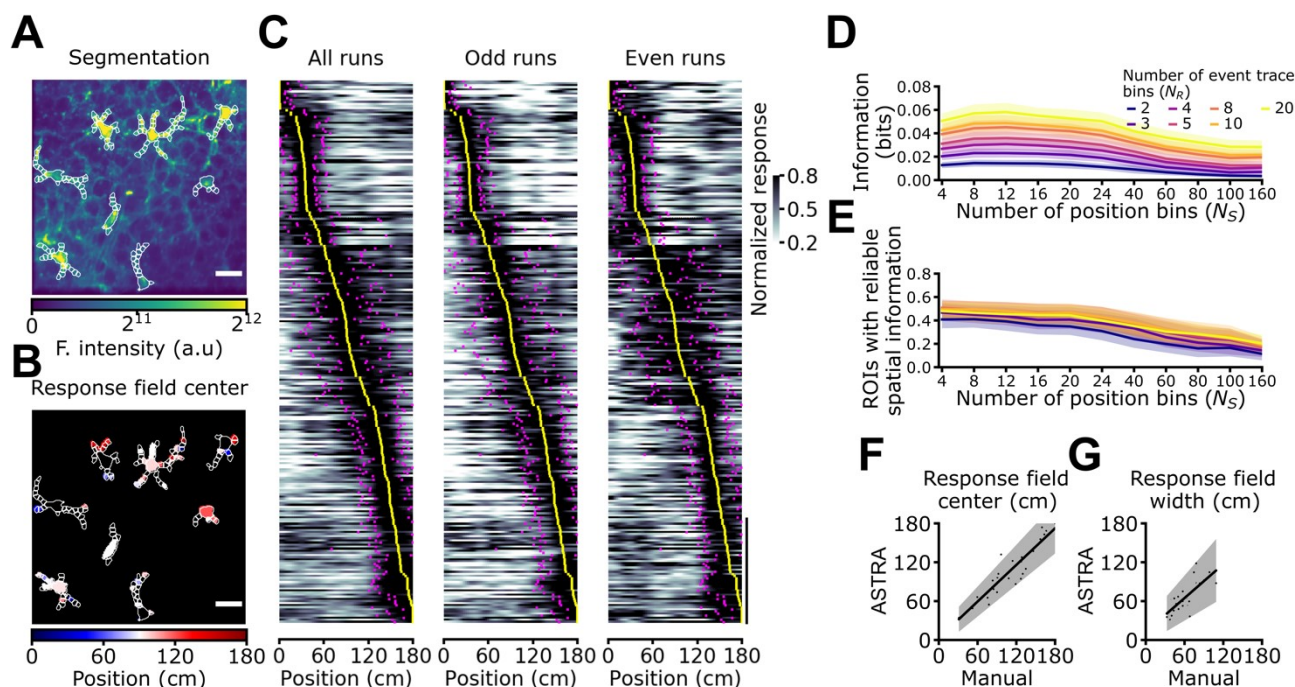 A
Segmentation
0 2^11 2^12
F. intensity (a.u)
B
Response field center
0 60 120 180
Position (cm)
C
All runs Odd runs Even runs
Normalized response
0.8
0.5
0.2
0 60 120 180 0 60 120 180 0 60 120 180
Position (cm) Position (cm) Position (cm)
D
Number of event trace
bins (N_R)
2 4 8 20
3 5 10
Information
(bits)
0.08
0.06
0.04
0.02
0.00
4 8 12 16 20 24 40 60 80 100 160
Number of position bins (N_S)
E
ROIs with reliable
spatial information
0.8
0.6
0.4
0.2
0.0
4 8 12 16 20 24 40 60 80 100 160
Number of position bins (N_S)
F
Response field
center (cm)
ASTRA
180
120
60
0
0 60 120 180
Manual
G
Response field
width (cm)
ASTRA
180
120
60
0
0 60 120 180
Manual